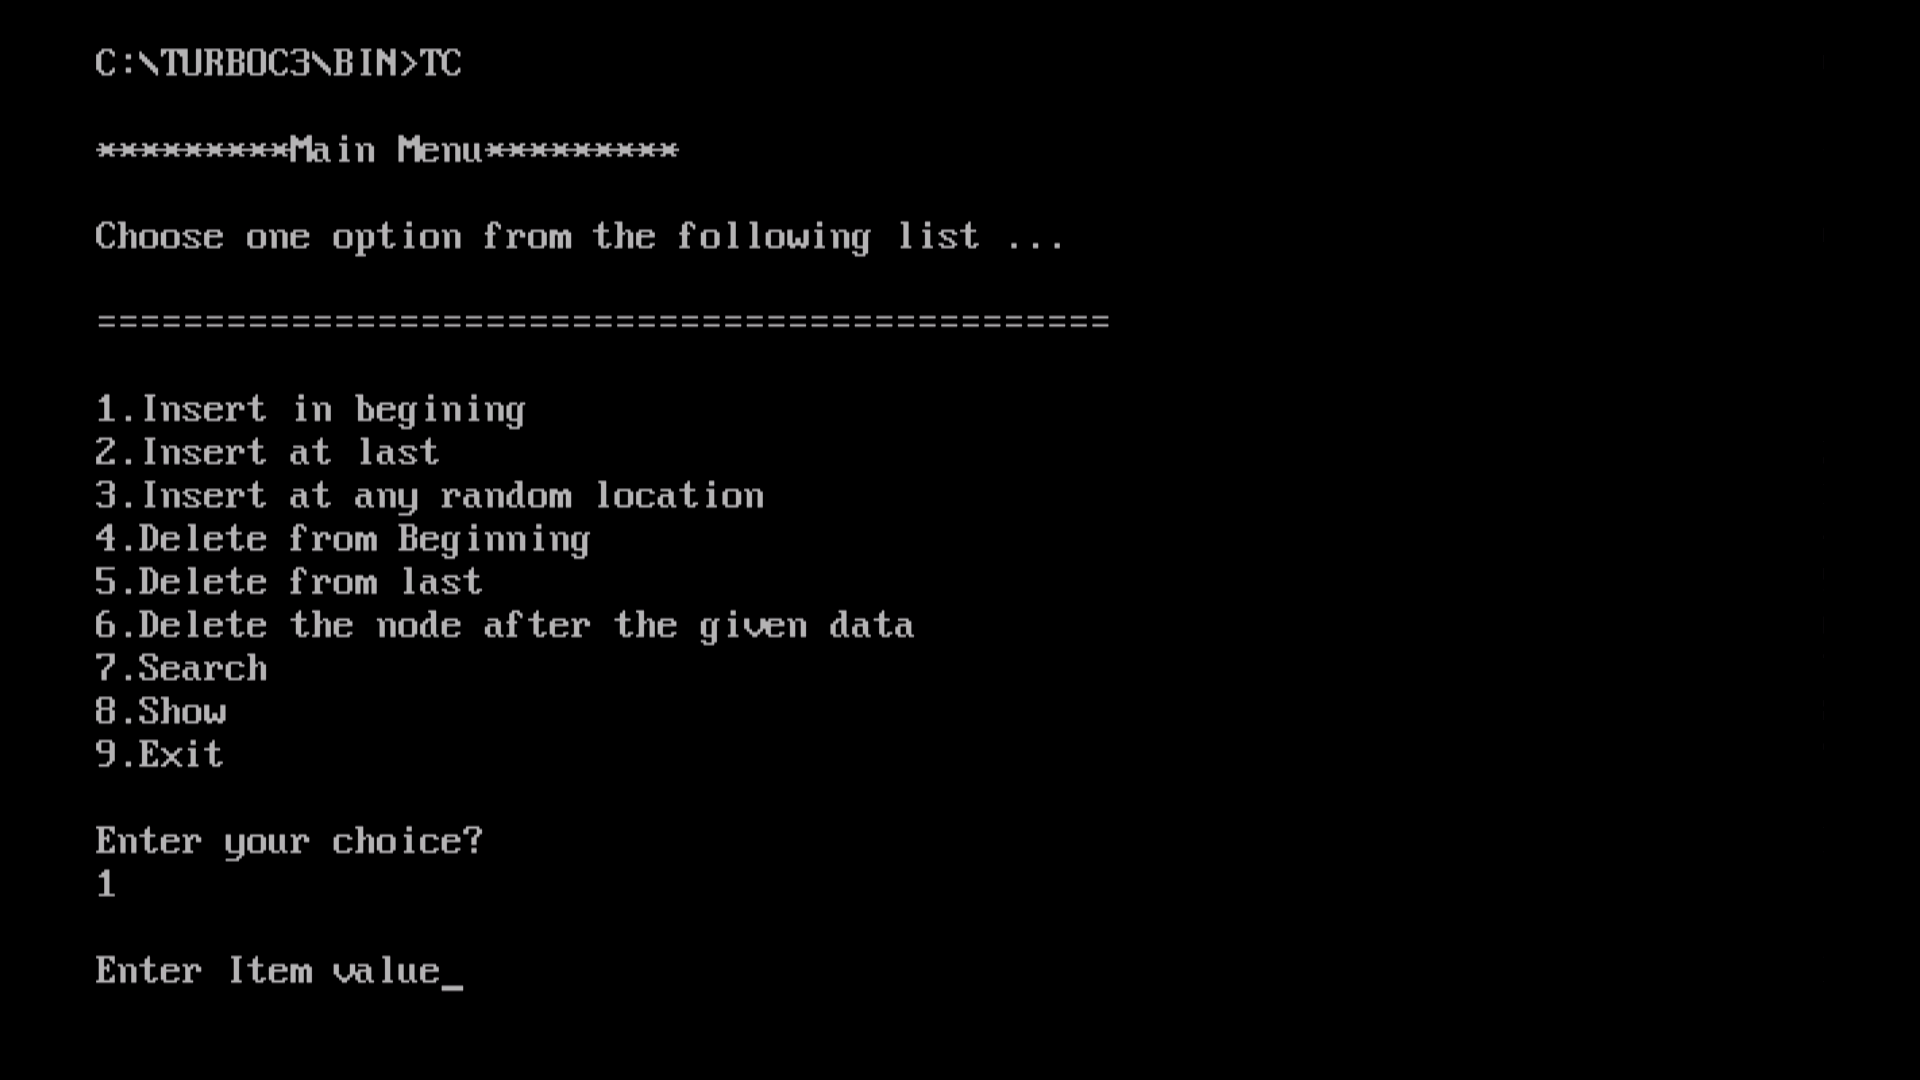 C:\TURBOC3\BIN>TC
*********Main Menu*********
Choose one option from the following list ...
===============================================
1.Insert in begining
2.Insert at last
3.Insert at any random location
4.Delete from Beginning
5.Delete from last
6.Delete the node after the given data
7.Search
8.Show
9.Exit
Enter your choice?
1
Enter Item value_